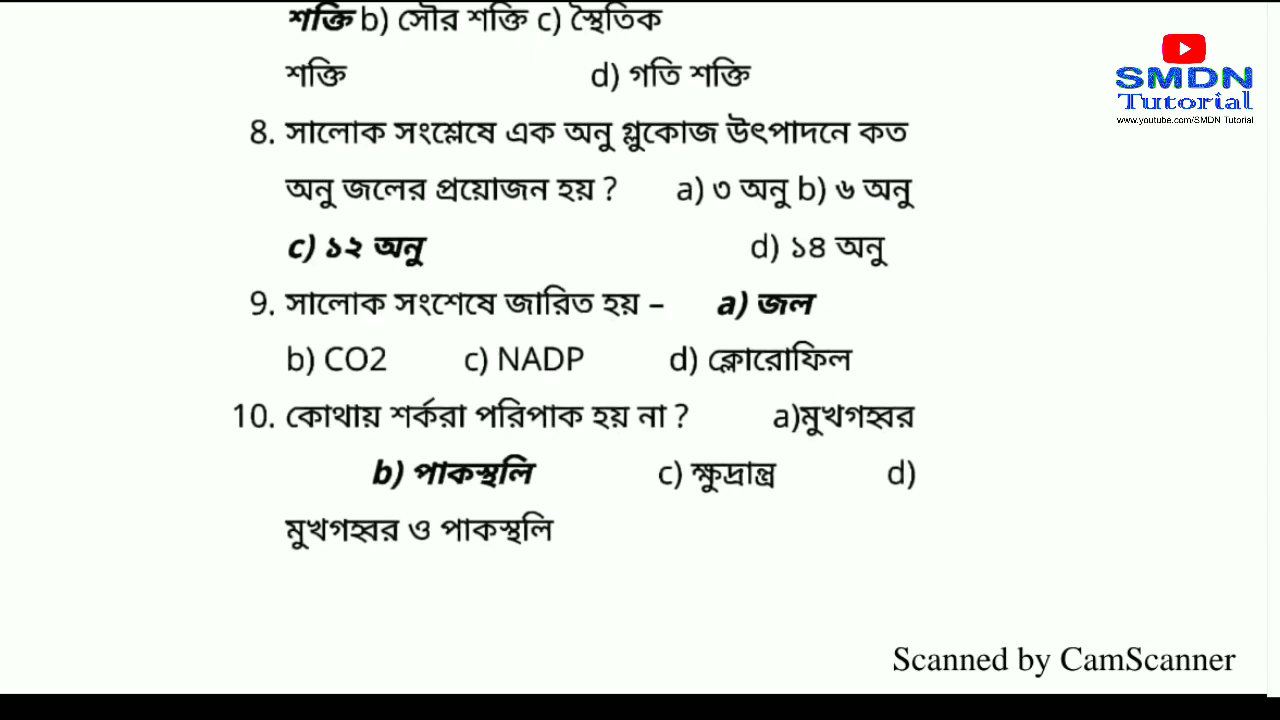 শক্তি b) সৌর শক্তি c) স্থৈতিক
শক্তি d) গতি শক্তি
8. সালোক সংশ্লেষে এক অনু গ্লুকোজ উৎপাদনে কত
অনু জলের প্রয়োজন হয় ? a) ৩ অনু b) ৬ অনু
c) ১২ অনু d) ১৪ অনু
9. সালোক সংশেষে জারিত হয় – a) জল
b) CO2 c) NADP d) ক্লোরোফিল
10. কোথায় শর্করা পরিপাক হয় না ? a)মুখগহ্বর
b) পাকস্থলি c) ক্ষুদ্রান্ত্র d)
মুখগহ্বর ও পাকস্থলি
SMDN
Tutorial
www.youtube.com/SMDN Tutorial
Scanned by CamScanner